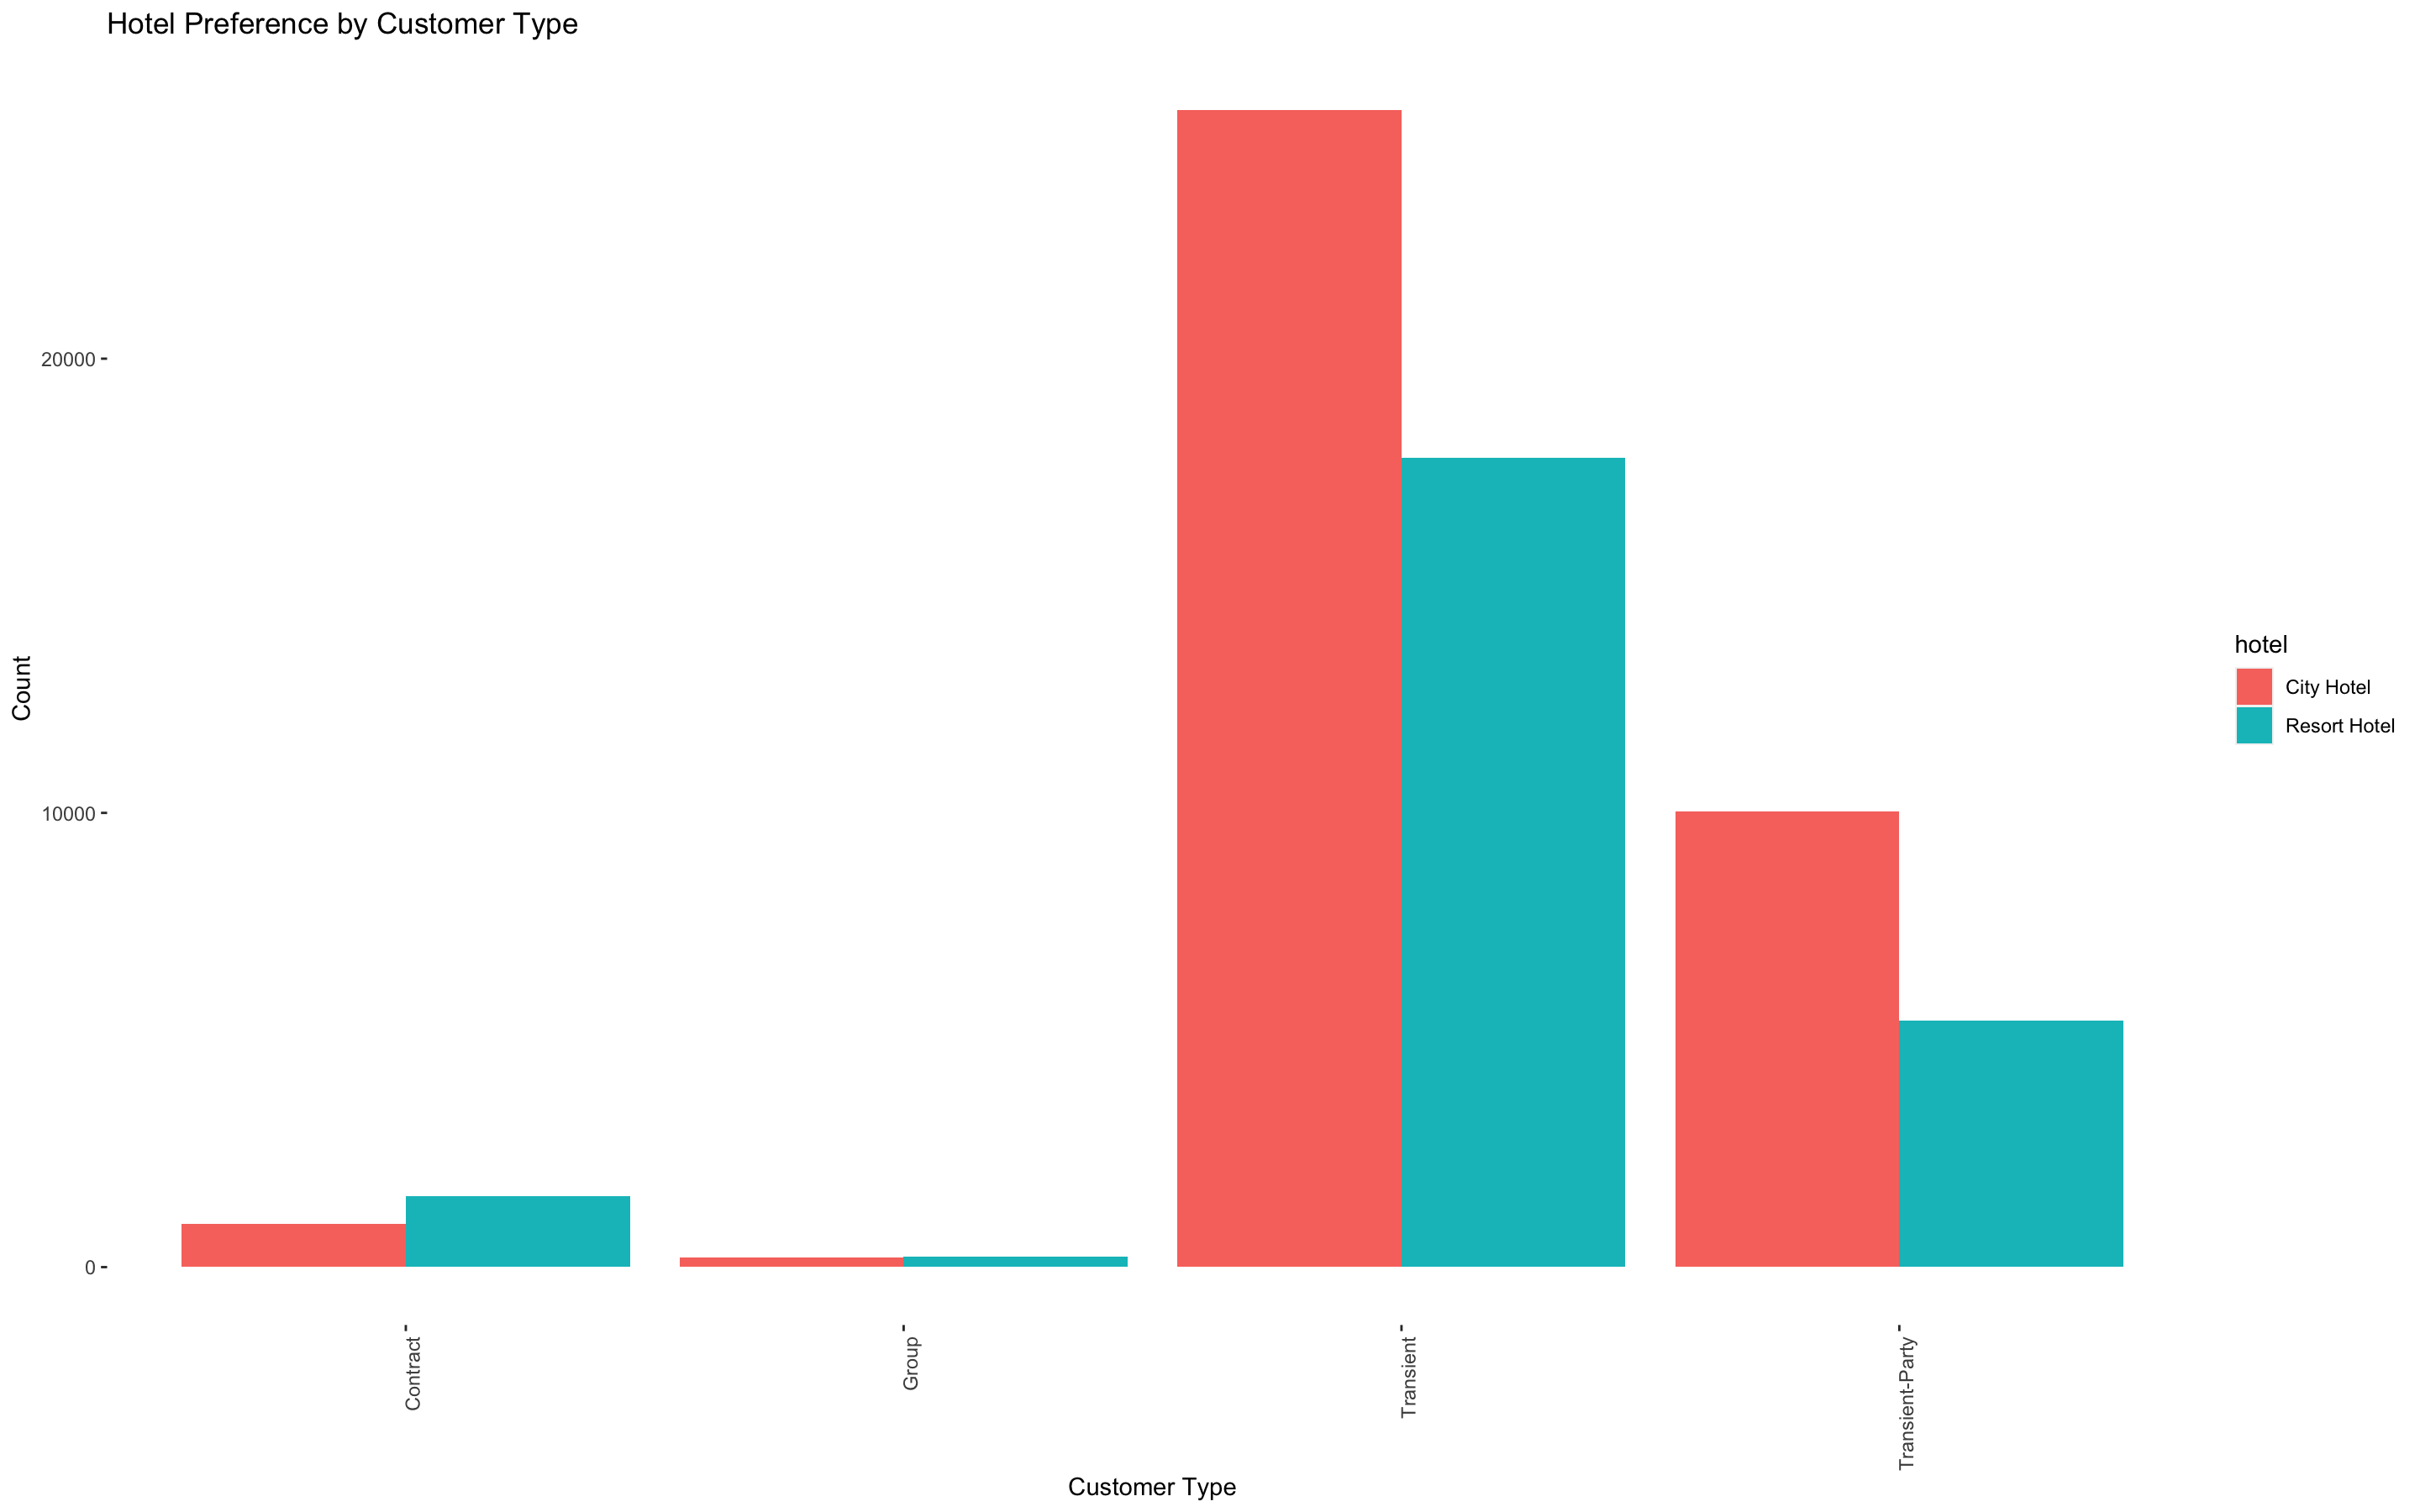 Hotel Preference by Customer Type
Count
20000
10000
0
Contract
Group
Transient
Transient-Party
Customer Type
hotel
City Hotel
Resort Hotel